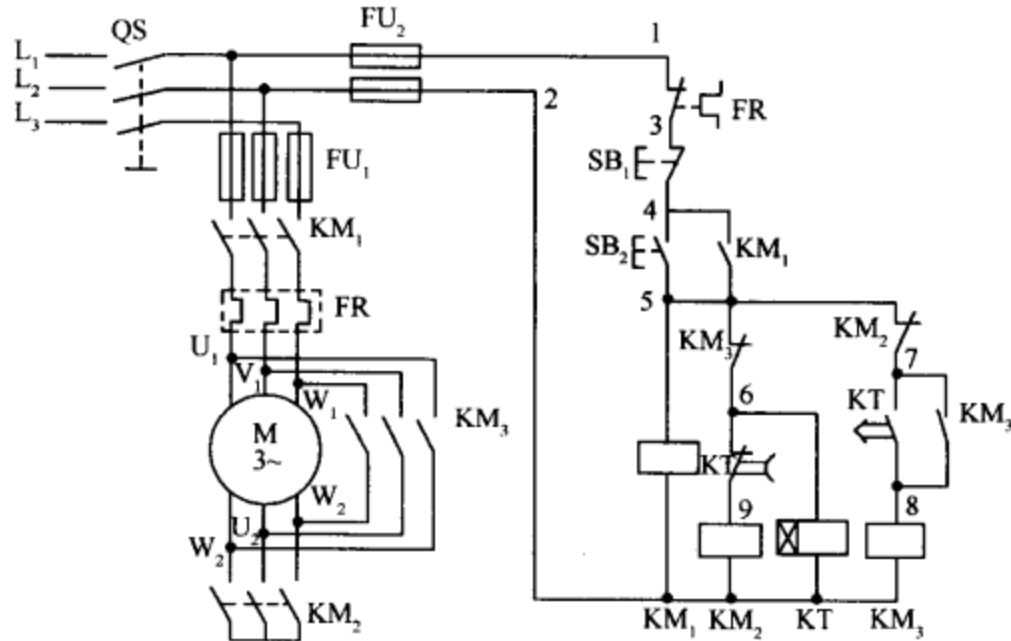 QS
FU₂
1
L₁
L₂
2
L₃
FR
3
FU₁
SB₁
4
KM₁
SB₂
KM₁
5
FR
KM₂
U₁
KM₃
7
V₁
W₁
6
KT
KM₃
M
3~
KM₃
KT
W₂
9
8
U₂
W₂
KM₂
KM₁
KM₂
KT
KM₃